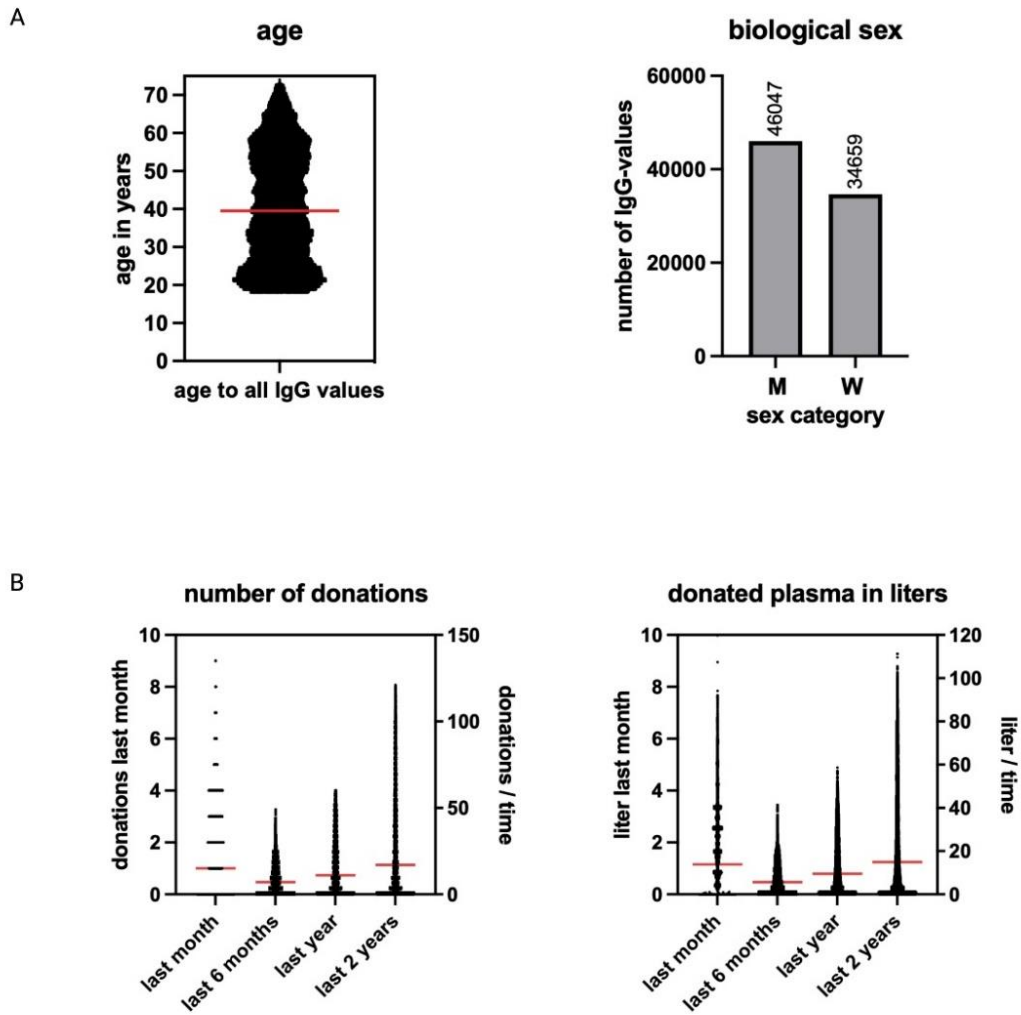 A
age
age in years
70
60
50
40
30
20
10
0
age to all IgG values
biological sex
number of IgG-values
60000
40000
20000
0
46047
34659
M
W
sex category
B
number of donations
donations last month
10
8
6
4
2
0
150
100
50
0
donations / time
last month
last 6 months
last year
last 2 years
donated plasma in liters
liter last month
10
8
6
4
2
0
120
100
80
60
40
20
0
liter / time
last month
last 6 months
last year
last 2 years